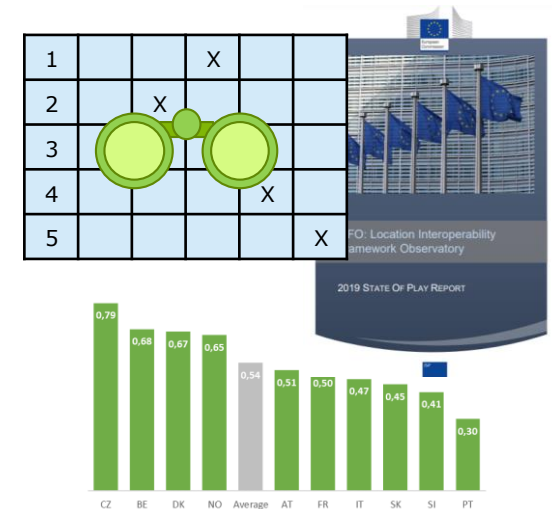 European
Commission
1 X
2 X
3
4 X
5 X
FO: Location Interoperability
amework Observatory
2019 STATE OF PLAY REPORT
0,79
0,68
0,67
0,65
0,54
0,51
0,50
0,47
0,45
0,41
0,30
CZ BE DK NO Average AT FR IT SK SI PT